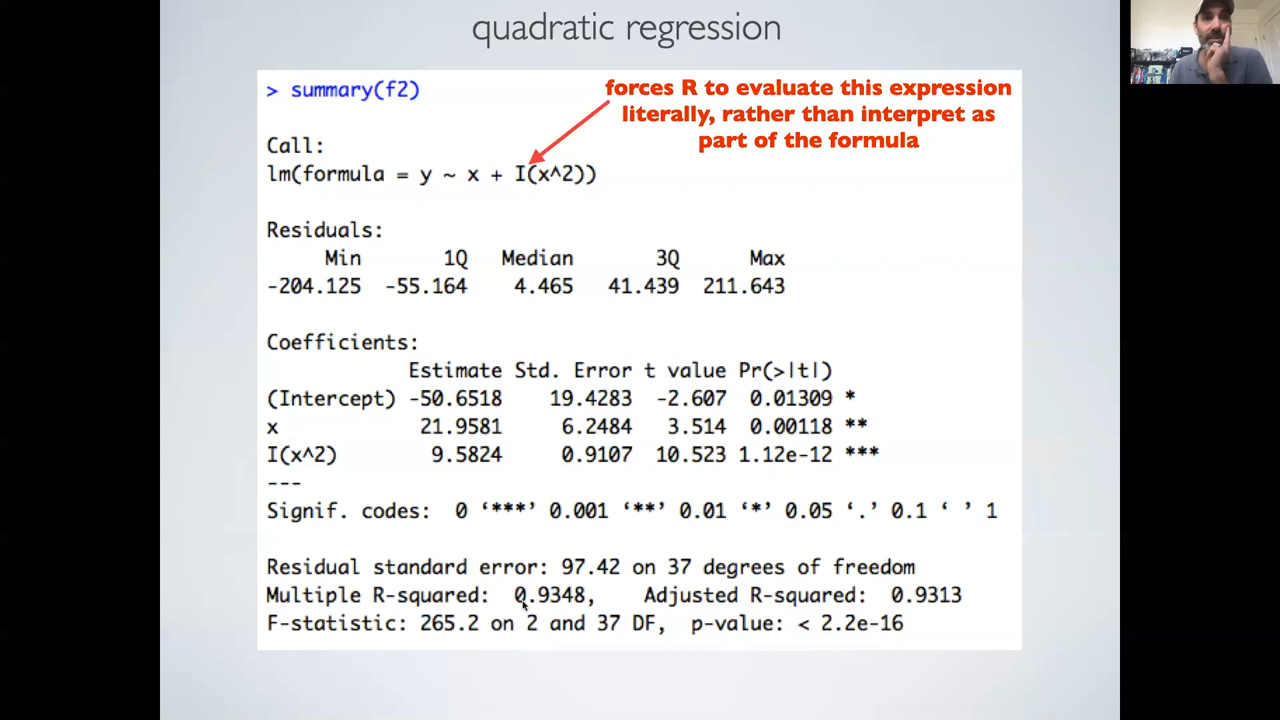 quadratic regression
> summary(f2)
forces R to evaluate this expression
literally, rather than interpret as
part of the formula
Call:
lm(formula = y ~ x + I(x^2))
Residuals:
Min 1Q Median 3Q Max
-204.125 -55.164 4.465 41.439 211.643
Coefficients:
Estimate Std. Error t value Pr(>|t|)
(Intercept) -50.6518 19.4283 -2.607 0.01309 *
x 21.9581 6.2484 3.514 0.00118 **
I(x^2) 9.5824 0.9107 10.523 1.12e-12 ***
---
Signif. codes: 0 ‘***’ 0.001 ‘**’ 0.01 ‘*’ 0.05 ‘.’ 0.1 ‘ ’ 1
Residual standard error: 97.42 on 37 degrees of freedom
Multiple R-squared: 0.9348, Adjusted R-squared: 0.9313
F-statistic: 265.2 on 2 and 37 DF, p-value: < 2.2e-16